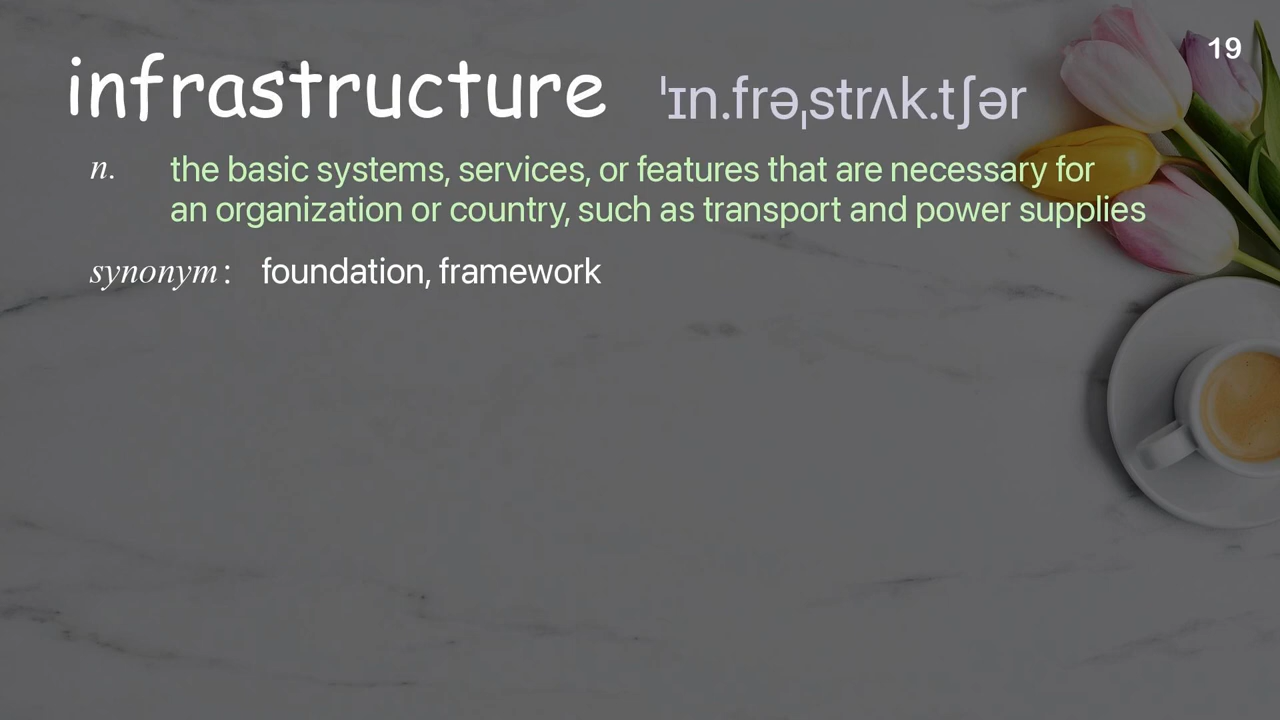 19
infrastructure ˈɪn.frəˌstrʌk.tʃər
n. the basic systems, services, or features that are necessary for
an organization or country, such as transport and power supplies
synonym: foundation, framework